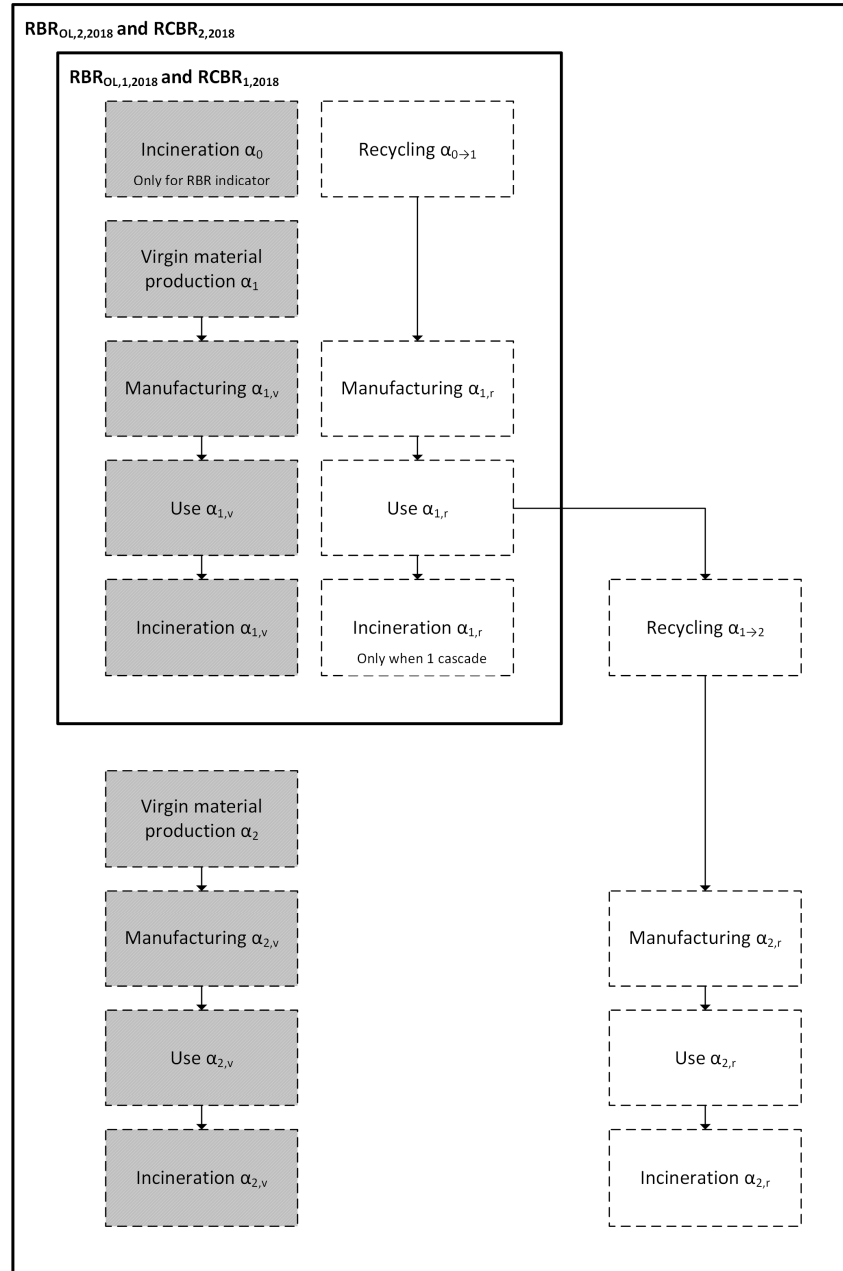 RBR_OL,2,2018 and RCBR_2,2018
RBR_OL,1,2018 and RCBR_1,2018
Incineration α₀
Only for RBR indicator
Recycling α₀→₁
Virgin material
production α₁
Manufacturing α₁,ᵥ
Manufacturing α₁,ᵣ
Use α₁,ᵥ
Use α₁,ᵣ
Incineration α₁,ᵥ
Incineration α₁,ᵣ
Only when 1 cascade
Recycling α₁→₂
Virgin material
production α₂
Manufacturing α₂,ᵥ
Manufacturing α₂,ᵣ
Use α₂,ᵥ
Use α₂,ᵣ
Incineration α₂,ᵥ
Incineration α₂,ᵣ